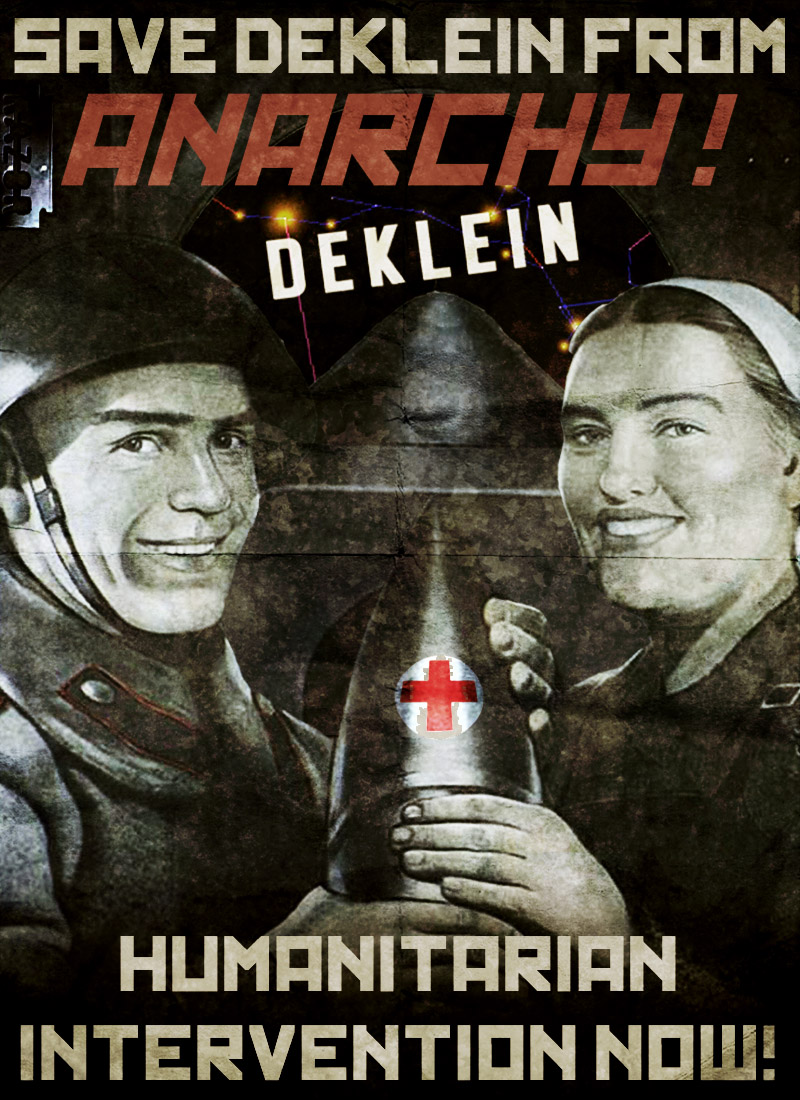 SAVE DEKLEIN FROM
ANARCHY!
DEKLEIN
HUMANITARIAN
INTERVENTION NOW!